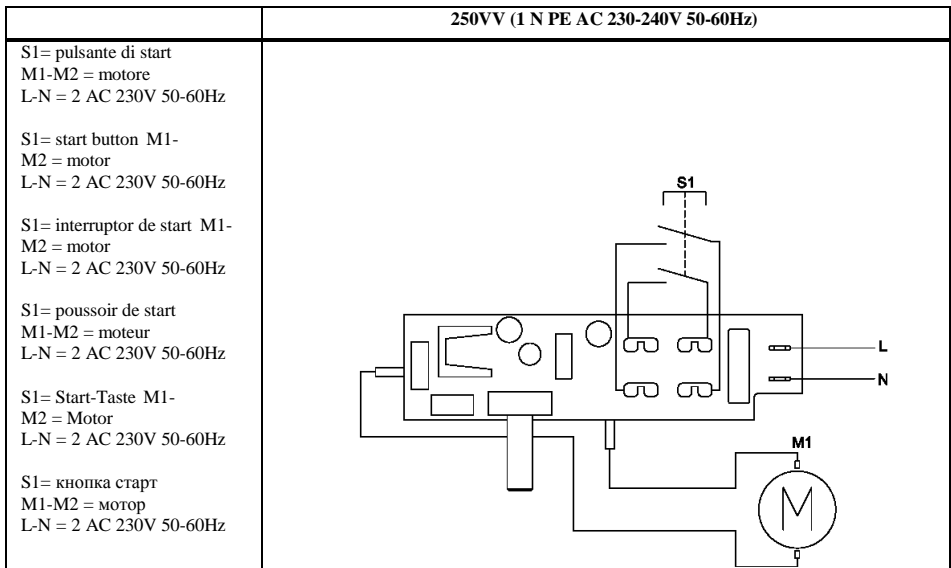 250VV (1 N PE AC 230-240V 50-60Hz)
S1= pulsante di start
M1-M2 = motore
L-N = 2 AC 230V 50-60Hz
S1= start button M1-
M2 = motor
L-N = 2 AC 230V 50-60Hz
S1= interruptor de start M1-
M2 = motor
L-N = 2 AC 230V 50-60Hz
S1= poussoir de start
M1-M2 = moteur
L-N = 2 AC 230V 50-60Hz
S1= Start-Taste M1-
M2 = Motor
L-N = 2 AC 230V 50-60Hz
S1= кнопка старт
M1-M2 = мотор
L-N = 2 AC 230V 50-60Hz
S1
L
N
M1
M